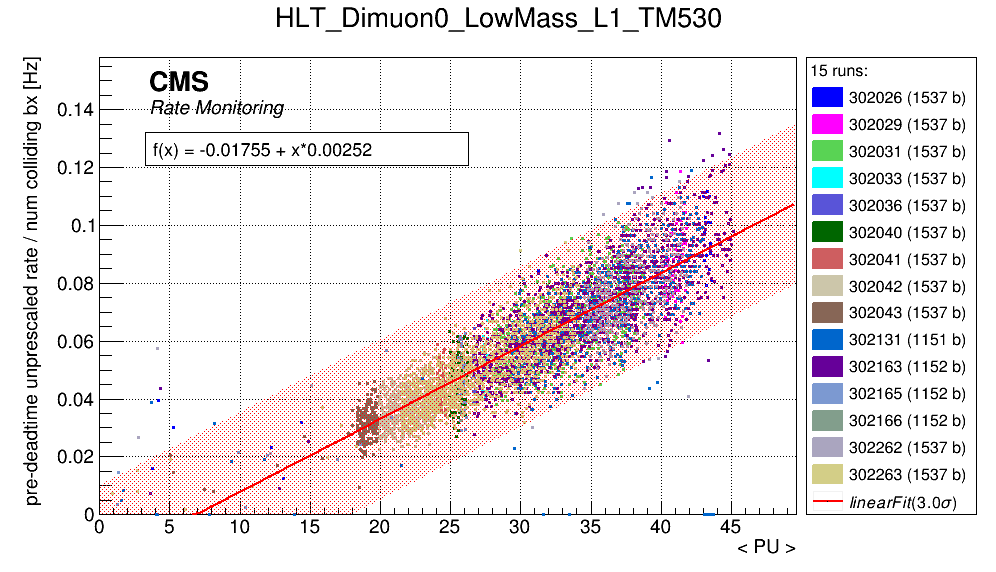 HLT_Dimuon0_LowMass_L1_TM530
pre-deadtime unprescaled rate / num colliding bx [Hz]
CMS
Rate Monitoring
f(x) = -0.01755 + x*0.00252
0.14
0.12
0.1
0.08
0.06
0.04
0.02
0
0 5 10 15 20 25 30 35 40 45
< PU >
15 runs:
302026 (1537 b)
302029 (1537 b)
302031 (1537 b)
302033 (1537 b)
302036 (1537 b)
302040 (1537 b)
302041 (1537 b)
302042 (1537 b)
302043 (1537 b)
302131 (1151 b)
302163 (1152 b)
302165 (1152 b)
302166 (1152 b)
302262 (1537 b)
302263 (1537 b)
linearFit(3.0σ)